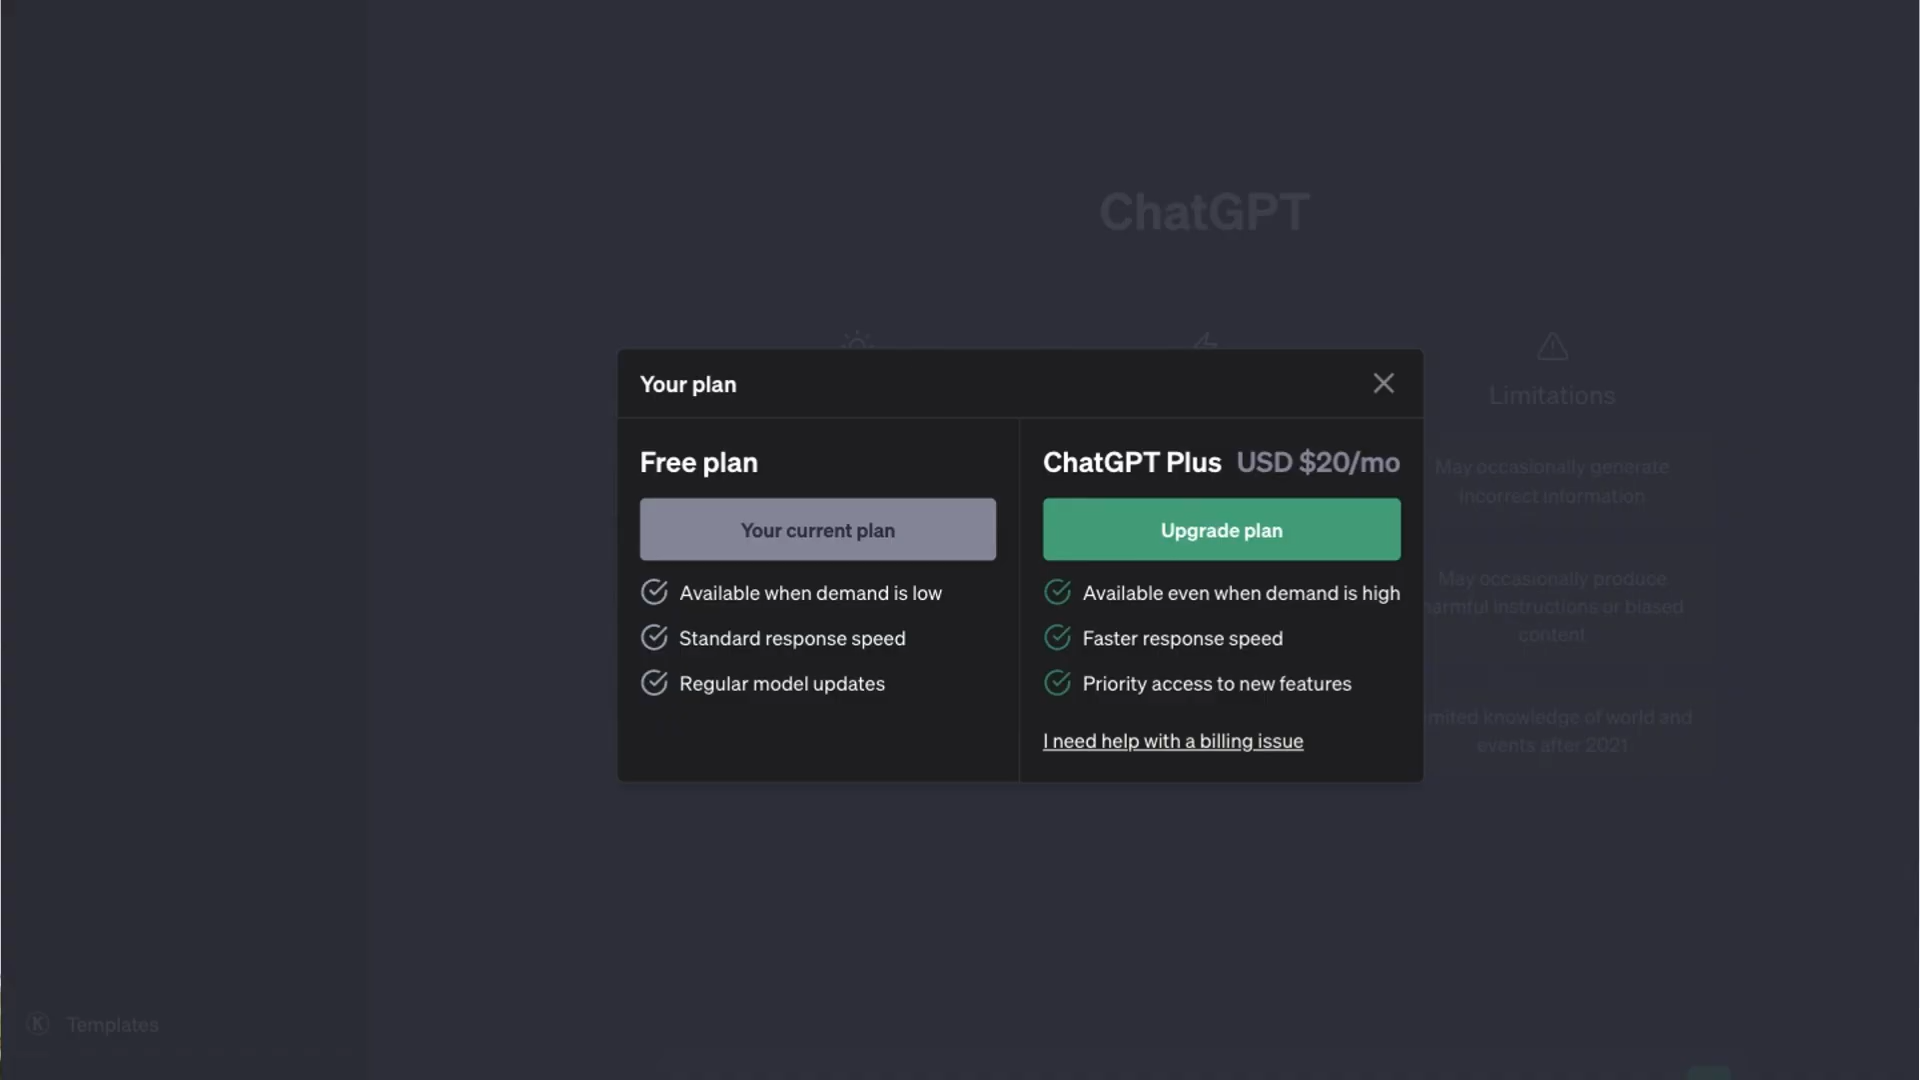 ChatGPT
Limitations
May occasionally generate
incorrect information
May occasionally produce
harmful instructions or biased
content
events after 2021
knowledge of world and
Your plan
Free plan
Your current plan
Available when demand is low
Standard response speed
Regular model updates
ChatGPT Plus USD $20/mo
Upgrade plan
Available even when demand is high
Faster response speed
Priority access to new features
I need help with a billing issue
K Templates